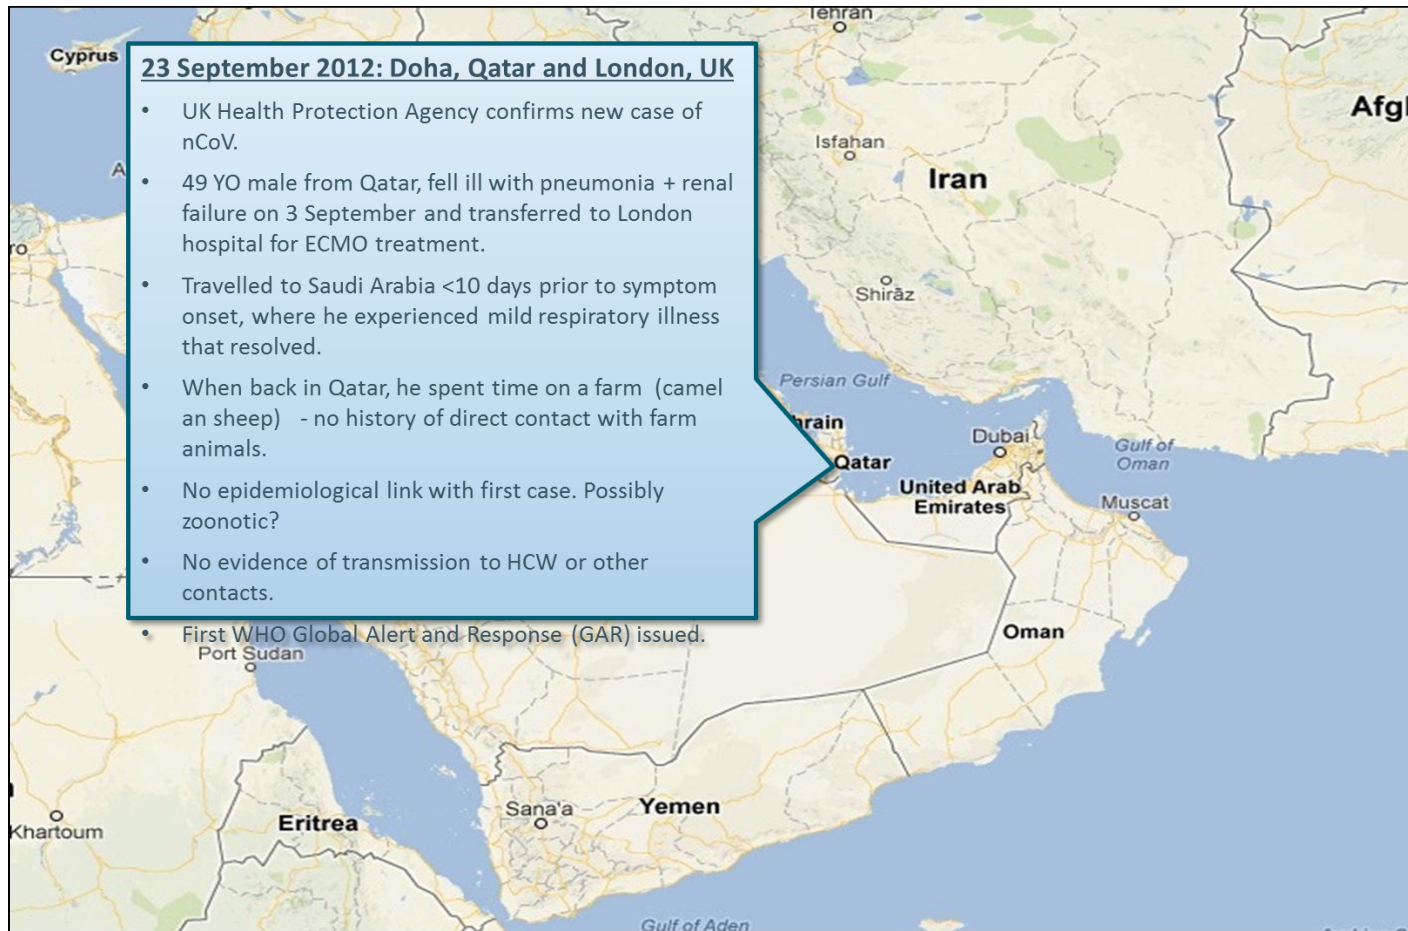 Tehran
Cyprus
23 September 2012: Doha, Qatar and London, UK
• UK Health Protection Agency confirms new case of
nCoV.
• 49 YO male from Qatar, fell ill with pneumonia + renal
failure on 3 September and transferred to London
hospital for ECMO treatment.
• Travelled to Saudi Arabia <10 days prior to symptom
onset, where he experienced mild respiratory illness
that resolved.
• When back in Qatar, he spent time on a farm (camel
an sheep) - no history of direct contact with farm
animals.
• No epidemiological link with first case. Possibly
zoonotic?
• No evidence of transmission to HCW or other
contacts.
• First WHO Global Alert and Response (GAR) issued.
Afgh
A
Isfahan
Iran
ro
Shirāz
Persian Gulf
hrain
Qatar
Dubai
Gulf of
Oman
United Arab
Emirates
Muscat
Oman
Port Sudan
Khartoum
Eritrea
Sana'a
Yemen
Gulf of Aden